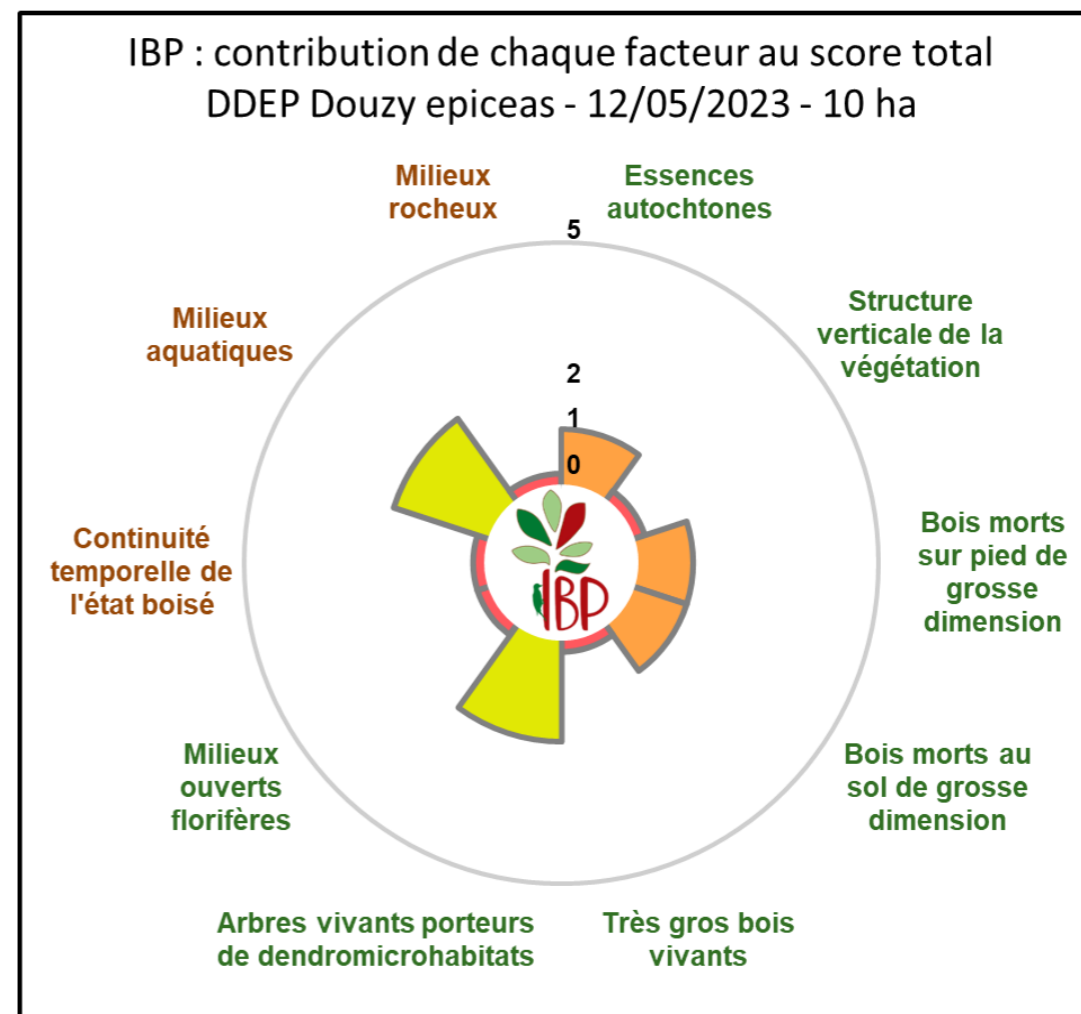 IBP : contribution de chaque facteur au score total
DDEP Douzy epiceas - 12/05/2023 - 10 ha
Milieux
rocheux
Essences
autochtones
5
Structure
verticale de la
végétation
Milieux
aquatiques
2
1
0
Bois morts
sur pied de
grosse
dimension
Continuité
temporelle de
l'état boisé
IBP
Milieux
ouverts
florifères
Bois morts au
sol de grosse
dimension
Arbres vivants porteurs
de dendromicrohabitats
Très gros bois
vivants